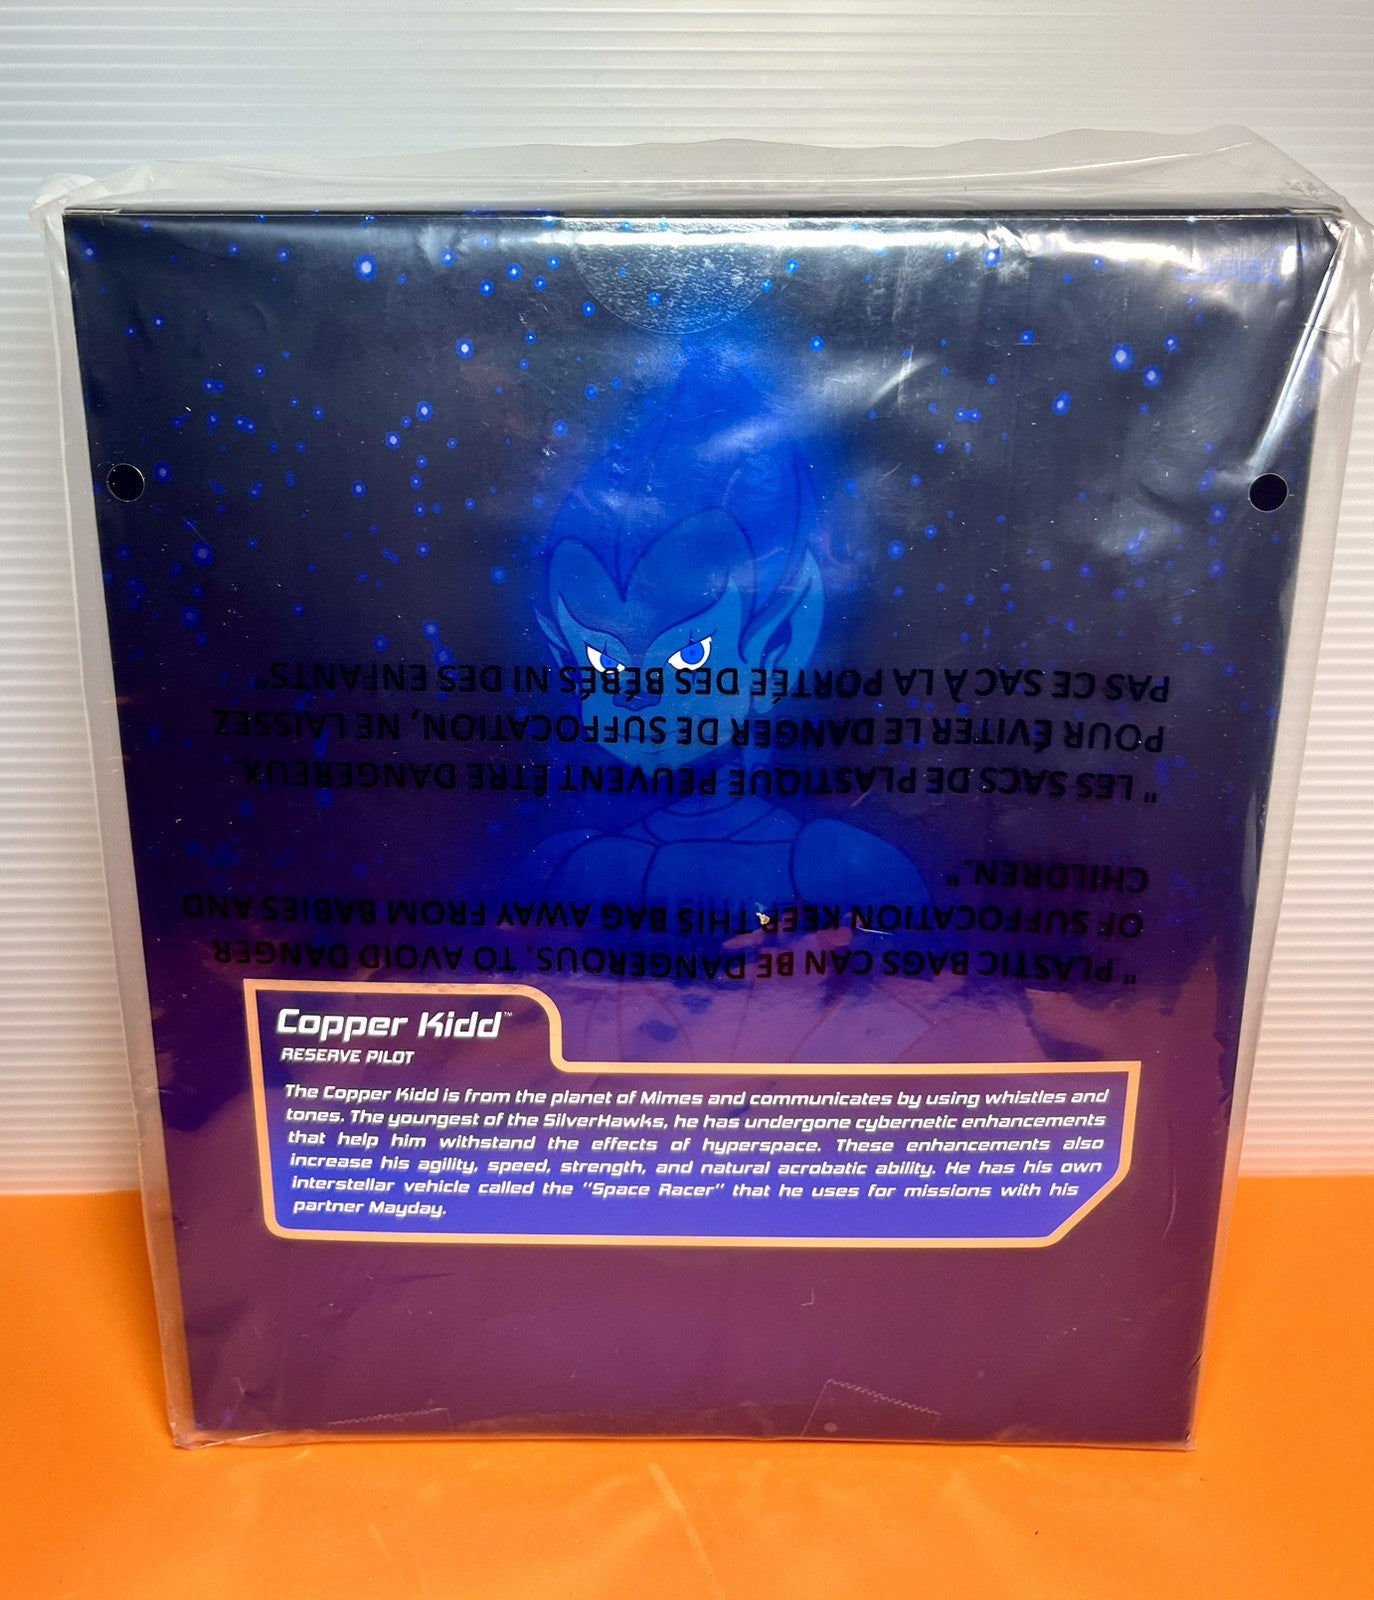 " PLASTIC BAGS CAN BE DANGEROUS. TO AVOID DANGER
OF SUFFOCATION KEEP THIS BAG AWAY FROM BABIES AND
CHILDREN. "
" LES SACS DE PLASTIQUE PEUVENT ÊTRE DANGEREUX.
POUR ÉVITER LE DANGER DE SUFFOCATION, NE LAISSEZ
PAS CE SAC À LA PORTÉE DES BÉBÉS NI DES ENFANTS"
Copper Kidd™
RESERVE PILOT
The Copper Kidd is from the planet of Mimes and communicates by using whistles and
tones. The youngest of the SilverHawks, he has undergone cybernetic enhancements
that help him withstand the effects of hyperspace. These enhancements also
increase his agility, speed, strength, and natural acrobatic ability. He has his own
interstellar vehicle called the "Space Racer" that he uses for missions with his
partner Mayday.